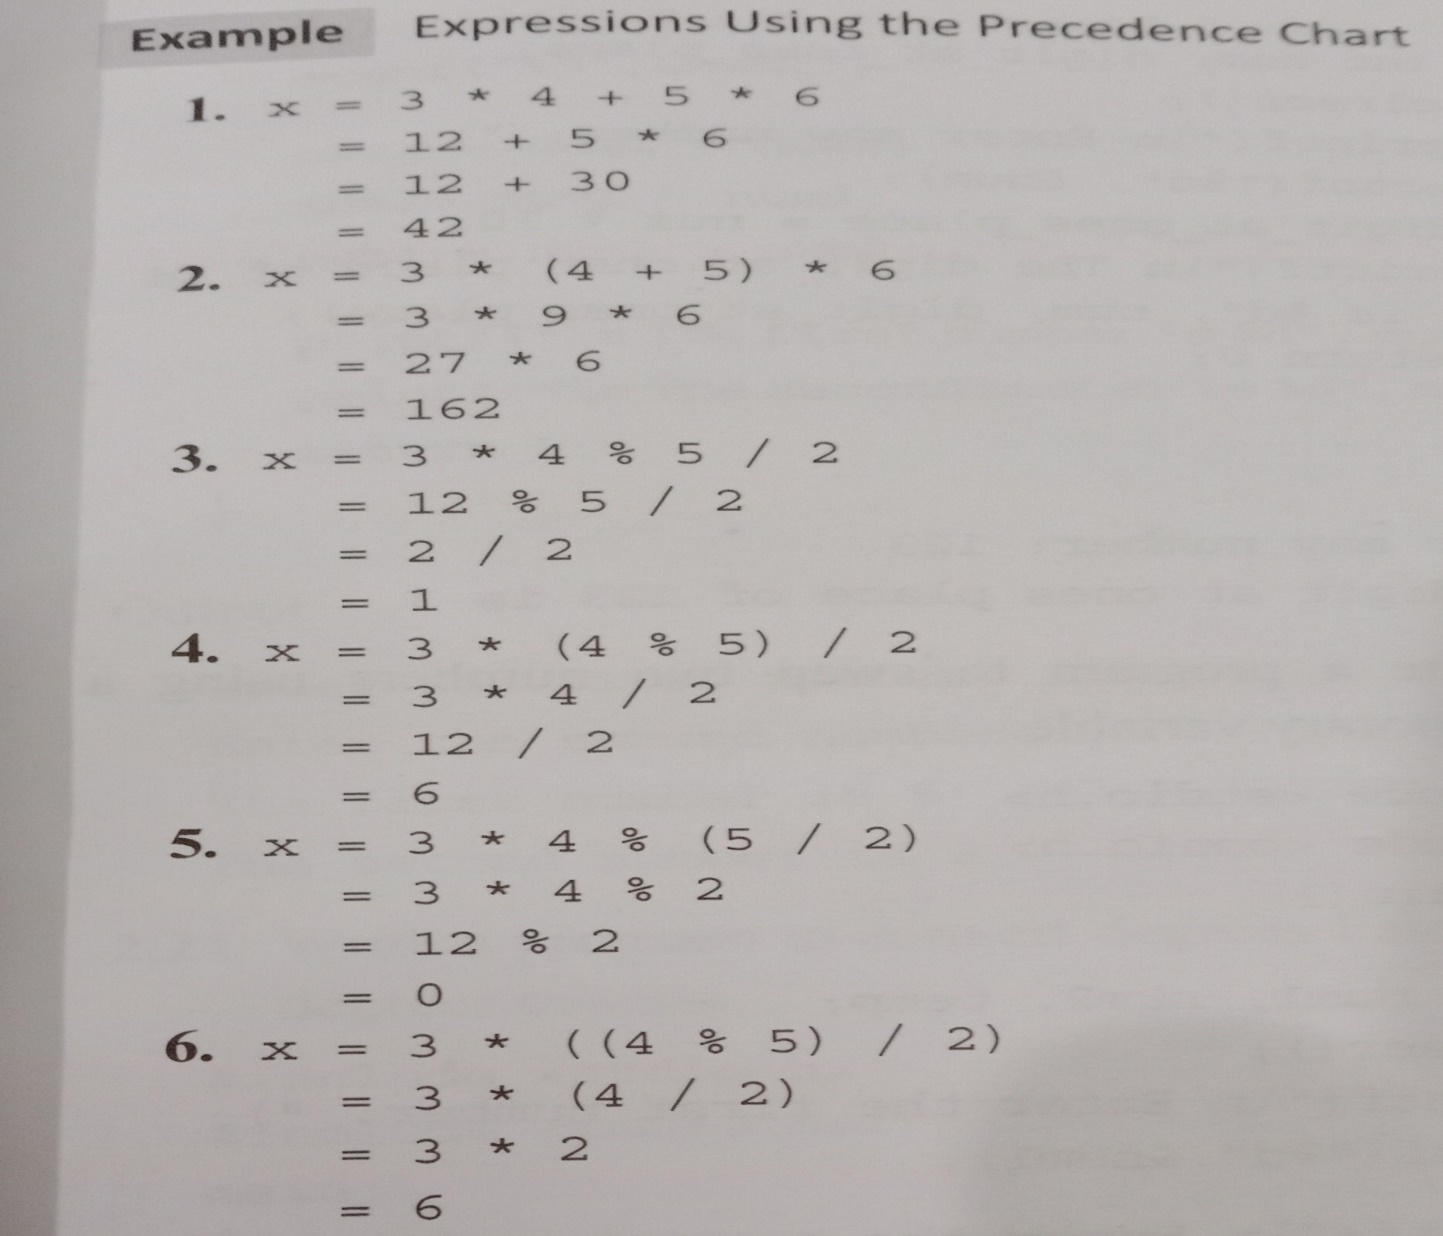 Example Expressions Using the Precedence Chart
1. x = 3 * 4 + 5 * 6
= 12 + 5 * 6
= 12 + 30
= 42
2. x = 3 * (4 + 5) * 6
= 3 * 9 * 6
= 27 * 6
= 162
3. x = 3 * 4 % 5 / 2
= 12 % 5 / 2
= 2 / 2
= 1
4. x = 3 * (4 % 5) / 2
= 3 * 4 / 2
= 12 / 2
= 6
5. x = 3 * 4 % (5 / 2)
= 3 * 4 % 2
= 12 % 2
= 0
6. x = 3 * ((4 % 5) / 2)
= 3 * (4 / 2)
= 3 * 2
= 6